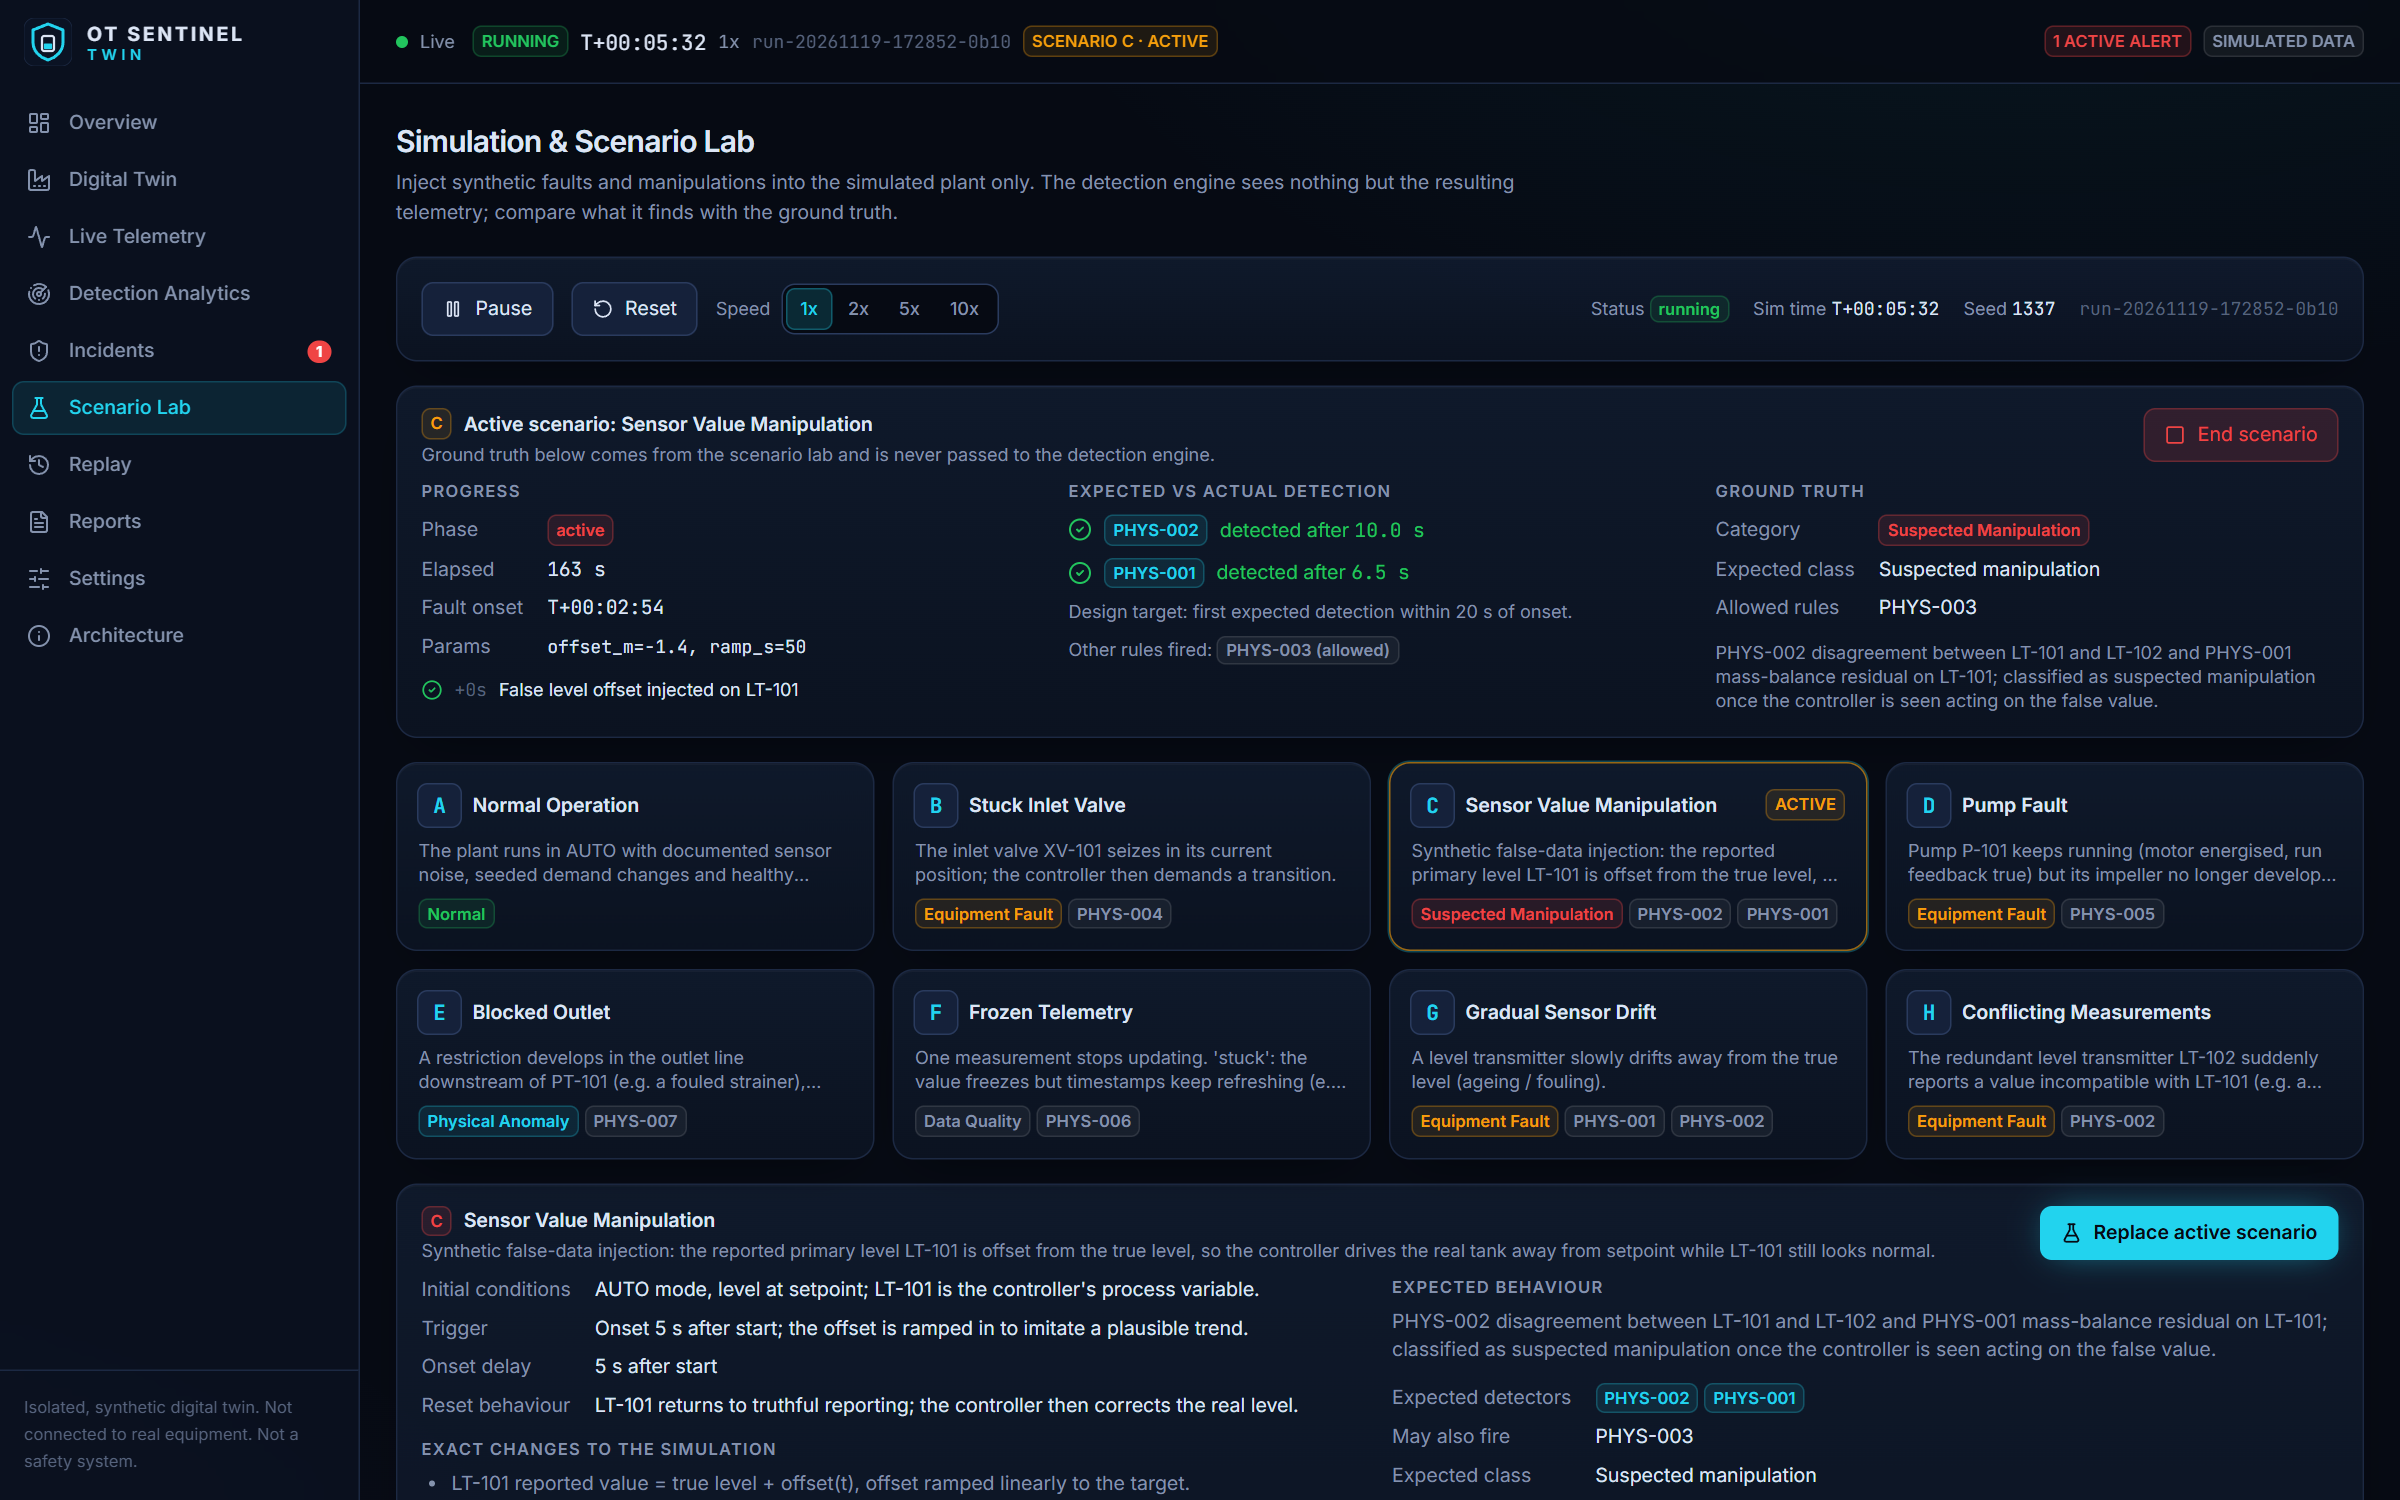 OT SENTINEL
TWIN
Overview
Digital Twin
Live Telemetry
Detection Analytics
Incidents
1
Scenario Lab
Replay
Reports
Settings
Architecture
Isolated, synthetic digital twin. Not
connected to real equipment. Not a
safety system.
Live RUNNING T+00:05:32 1x run-20261119-172852-0b10 SCENARIO C · ACTIVE
1 ACTIVE ALERT SIMULATED DATA
Simulation & Scenario Lab
Inject synthetic faults and manipulations into the simulated plant only. The detection engine sees nothing but the resulting
telemetry; compare what it finds with the ground truth.
Pause Reset Speed 1x 2x 5x 10x
Status running Sim time T+00:05:32 Seed 1337 run-20261119-172852-0b10
C Active scenario: Sensor Value Manipulation
Ground truth below comes from the scenario lab and is never passed to the detection engine.
End scenario
PROGRESS
Phase active
Elapsed 163 s
Fault onset T+00:02:54
Params offset_m=-1.4, ramp_s=50
+0s False level offset injected on LT-101
EXPECTED VS ACTUAL DETECTION
PHYS-002 detected after 10.0 s
PHYS-001 detected after 6.5 s
Design target: first expected detection within 20 s of onset.
Other rules fired: PHYS-003 (allowed)
GROUND TRUTH
Category Suspected Manipulation
Expected class Suspected manipulation
Allowed rules PHYS-003
PHYS-002 disagreement between LT-101 and LT-102 and PHYS-001
mass-balance residual on LT-101; classified as suspected manipulation
once the controller is seen acting on the false value.
A Normal Operation
The plant runs in AUTO with documented sensor
noise, seeded demand changes and healthy...
Normal
B Stuck Inlet Valve
The inlet valve XV-101 seizes in its current
position; the controller then demands a transition.
Equipment Fault PHYS-004
C Sensor Value Manipulation ACTIVE
Synthetic false-data injection: the reported
primary level LT-101 is offset from the true level, ...
Suspected Manipulation PHYS-002 PHYS-001
D Pump Fault
Pump P-101 keeps running (motor energised, run
feedback true) but its impeller no longer develop...
Equipment Fault PHYS-005
E Blocked Outlet
A restriction develops in the outlet line
downstream of PT-101 (e.g. a fouled strainer),...
Physical Anomaly PHYS-007
F Frozen Telemetry
One measurement stops updating. 'stuck': the
value freezes but timestamps keep refreshing (e....
Data Quality PHYS-006
G Gradual Sensor Drift
A level transmitter slowly drifts away from the true
level (ageing / fouling).
Equipment Fault PHYS-001 PHYS-002
H Conflicting Measurements
The redundant level transmitter LT-102 suddenly
reports a value incompatible with LT-101 (e.g. a...
Equipment Fault PHYS-002
C Sensor Value Manipulation
Synthetic false-data injection: the reported primary level LT-101 is offset from the true level, so the controller drives the real tank away from setpoint while LT-101 still looks normal.
Replace active scenario
Initial conditions AUTO mode, level at setpoint; LT-101 is the controller's process variable.
Trigger Onset 5 s after start; the offset is ramped in to imitate a plausible trend.
Onset delay 5 s after start
Reset behaviour LT-101 returns to truthful reporting; the controller then corrects the real level.
EXACT CHANGES TO THE SIMULATION
• LT-101 reported value = true level + offset(t), offset ramped linearly to the target.
EXPECTED BEHAVIOUR
PHYS-002 disagreement between LT-101 and LT-102 and PHYS-001 mass-balance residual on LT-101;
classified as suspected manipulation once the controller is seen acting on the false value.
Expected detectors PHYS-002 PHYS-001
May also fire PHYS-003
Expected class Suspected manipulation